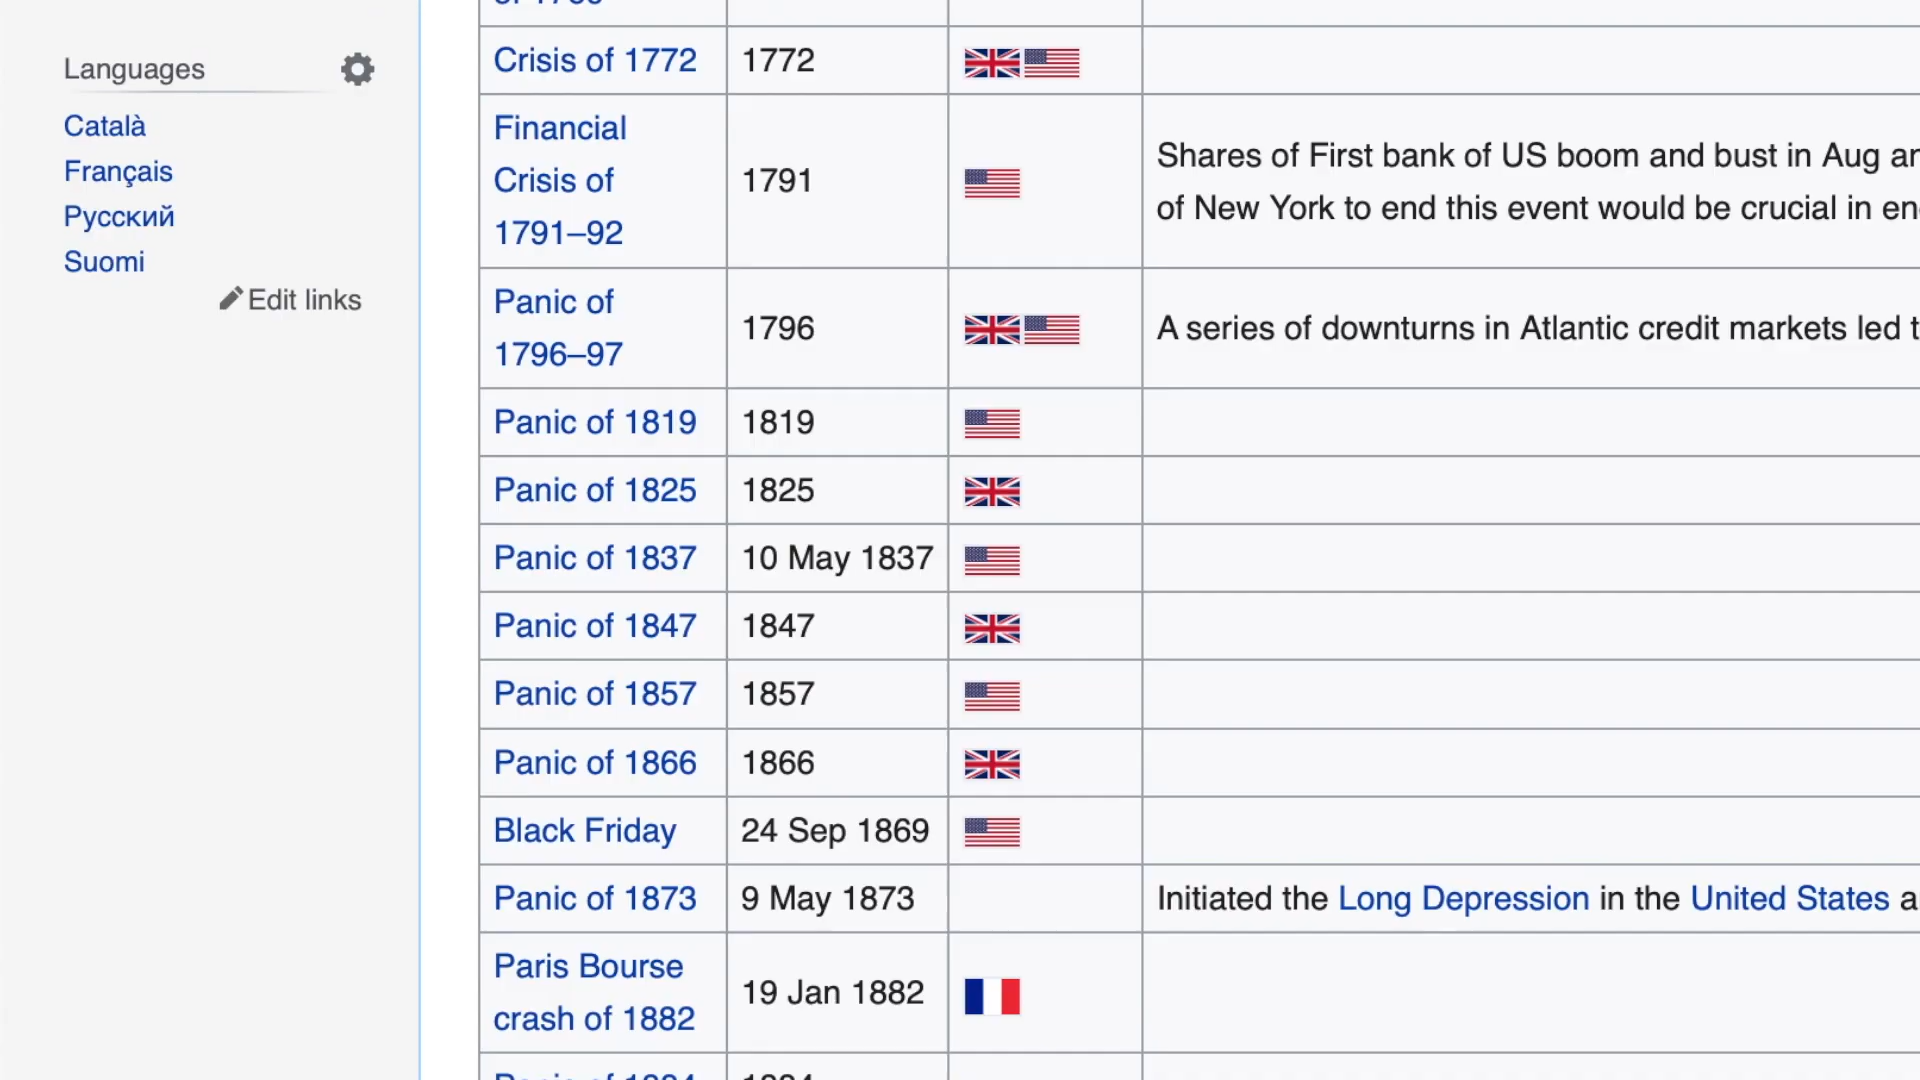 Languages
Català
Français
Русский
Suomi
Edit links
Crisis of 1772 1772
Financial
Crisis of
1791–92
1791
Shares of First bank of US boom and bust in Aug
of New York to end this event would be crucial in
Panic of
1796–97
1796
A series of downturns in Atlantic credit markets led
Panic of 1819 1819
Panic of 1825 1825
Panic of 1837 10 May 1837
Panic of 1847 1847
Panic of 1857 1857
Panic of 1866 1866
Black Friday 24 Sep 1869
Panic of 1873 9 May 1873 Initiated the Long Depression in the United States
Paris Bourse
crash of 1882
19 Jan 1882